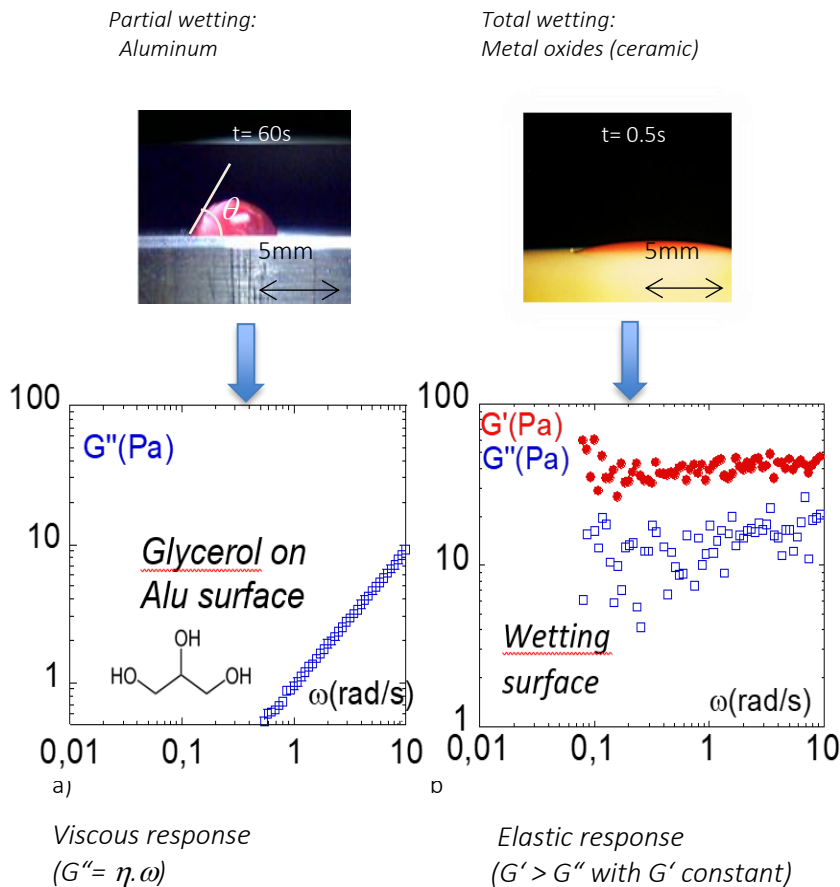 Partial wetting:
Aluminum
Total wetting:
Metal oxides (ceramic)
t= 60s
θ
5mm
t= 0.5s
5mm
100
10
1
G''(Pa)
Glycerol on
Alu surface
OH
HO
OH
ω(rad/s)
0,01
0,1
1
10
a)
100
10
1
G'(Pa)
G''(Pa)
Wetting
surface
ω(rad/s)
0,01
0,1
1
10
Viscous response
(G“= η.ω)
Elastic response
(G‘ > G“ with G‘ constant)